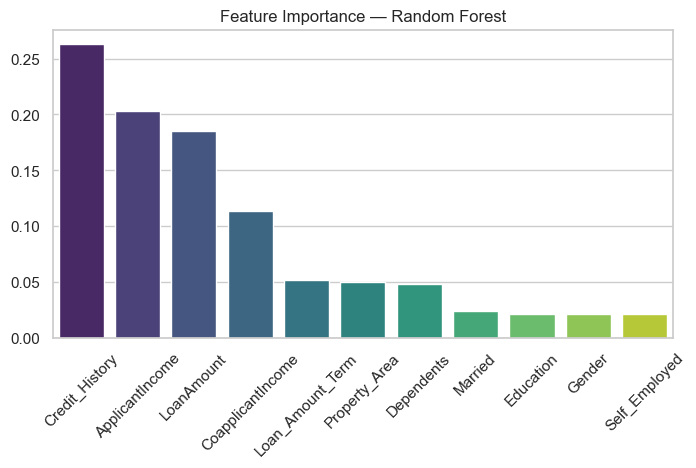 Feature Importance — Random Forest
0.25
0.20
0.15
0.10
0.05
0.00
Credit_History
ApplicantIncome
LoanAmount
CoapplicantIncome
Loan_Amount_Term
Property_Area
Dependents
Married
Education
Gender
Self_Employed